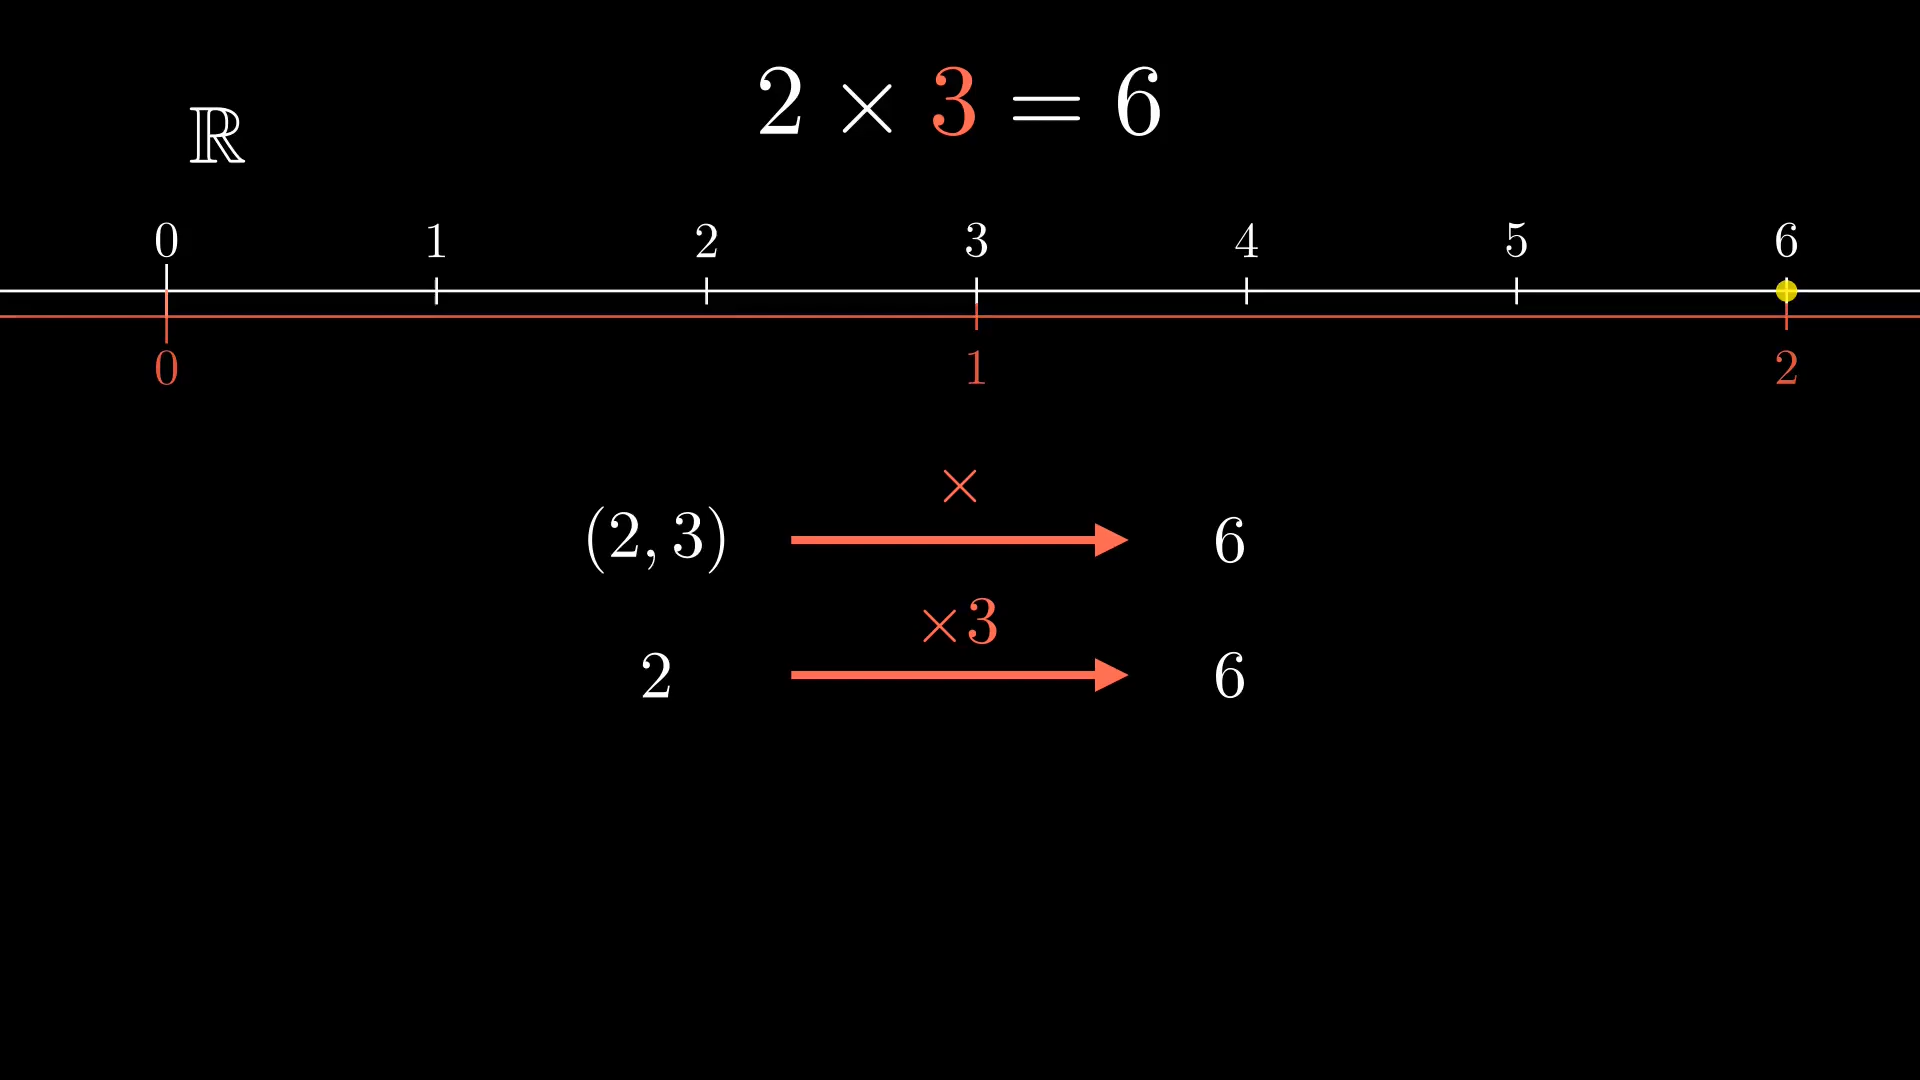 2 × 3 = 6
ℝ
0 1 2 3 4 5 6
0 1 2
×
(2, 3) 6
×3
2 6